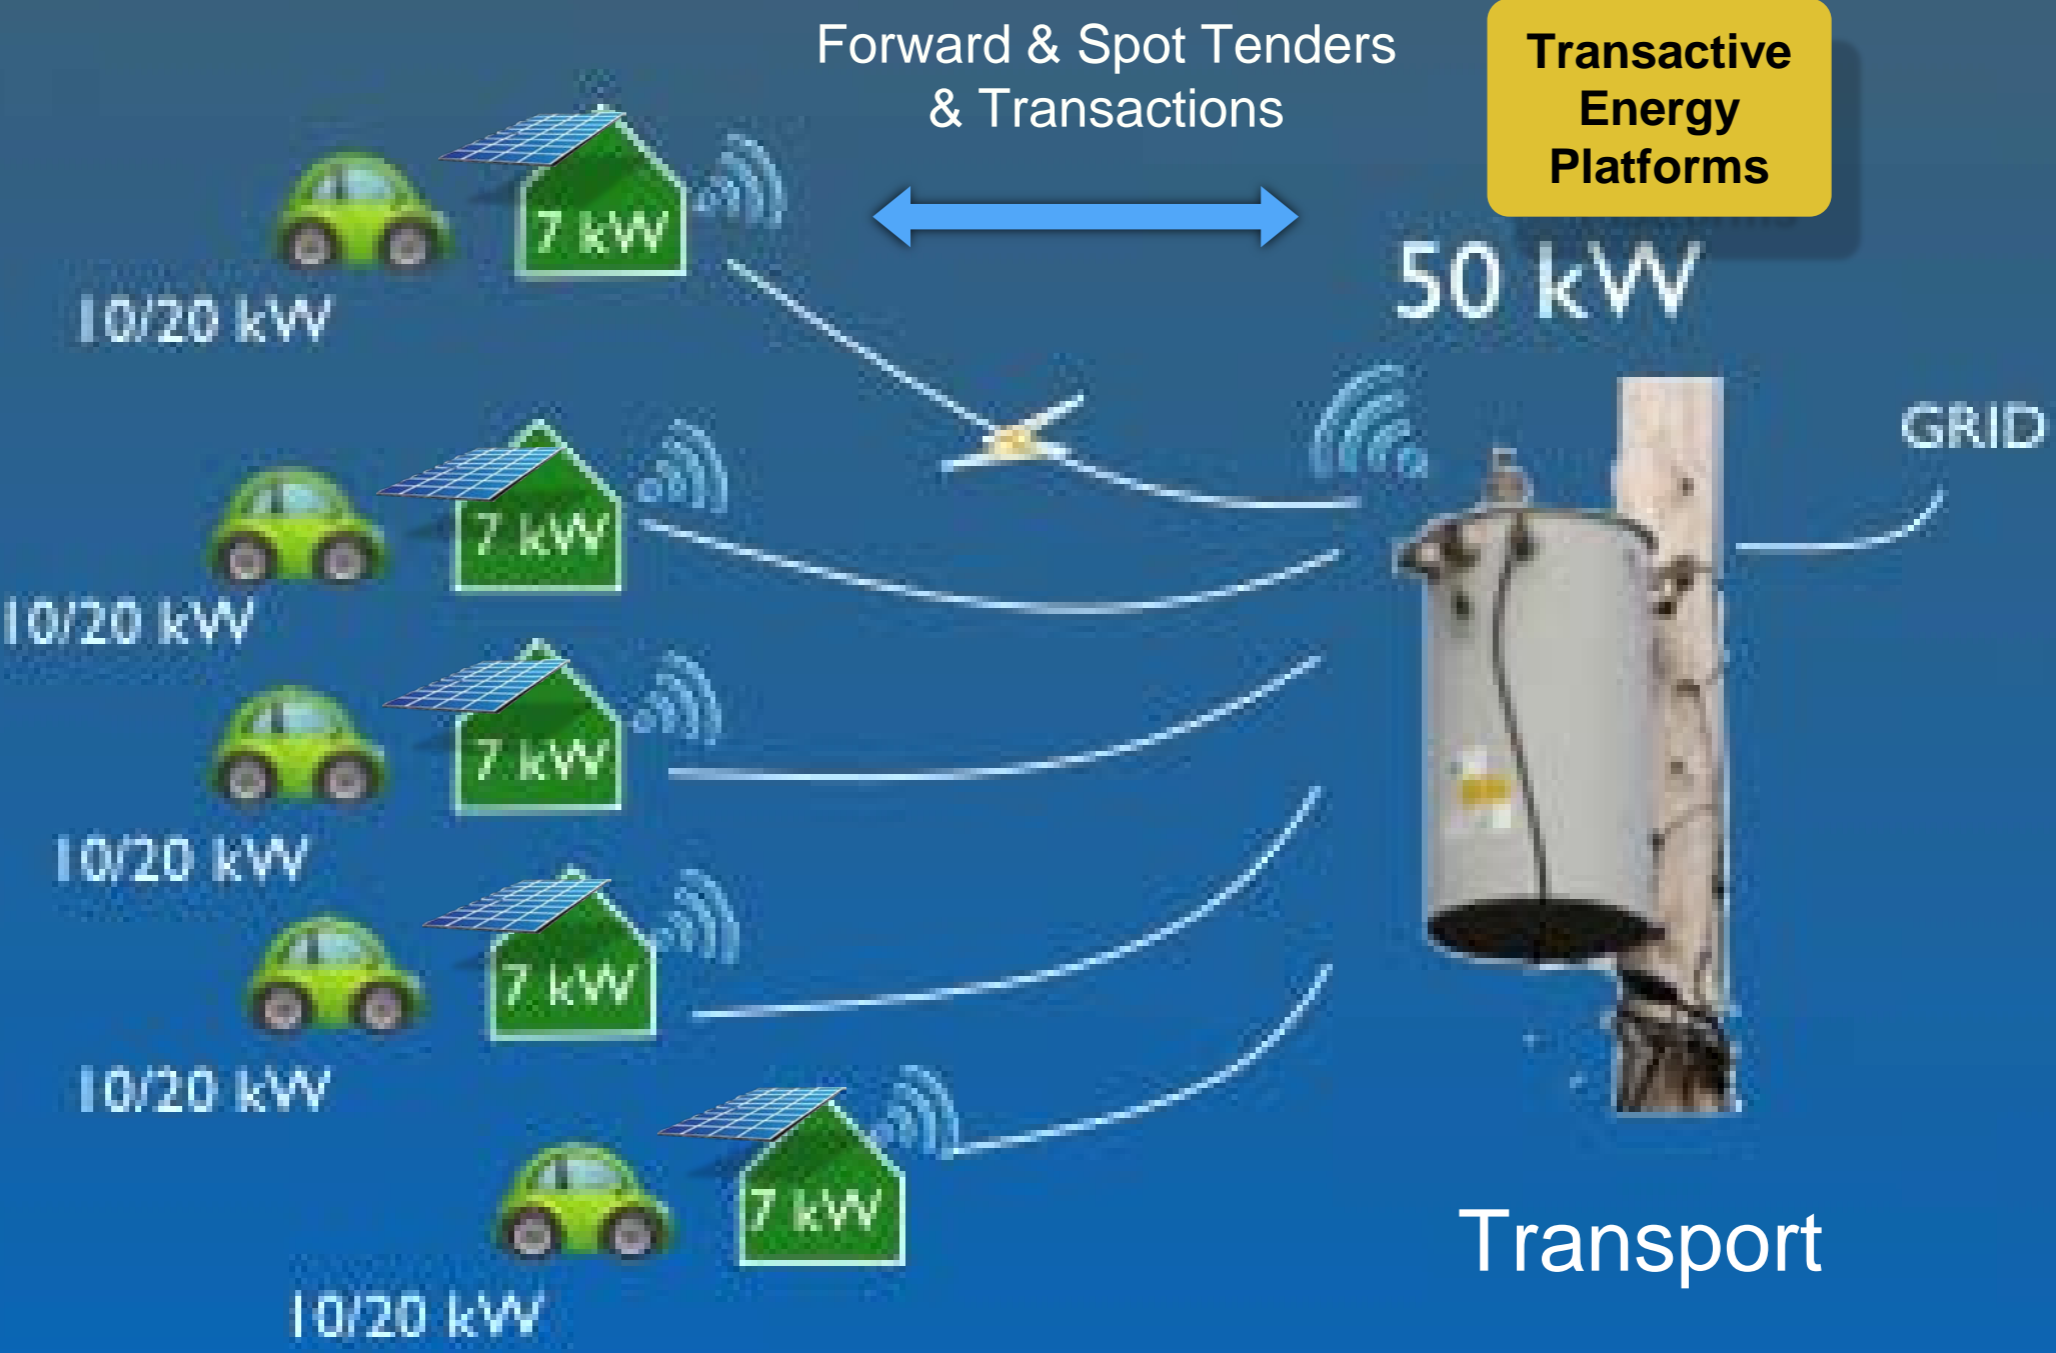 Forward & Spot Tenders
& Transactions
Transactive
Energy
Platforms
7 kW
50 kW
10/20 kW
GRID
7 kW
10/20 kW
7 kW
10/20 kW
7 kW
10/20 kW
7 kW
Transport
10/20 kW